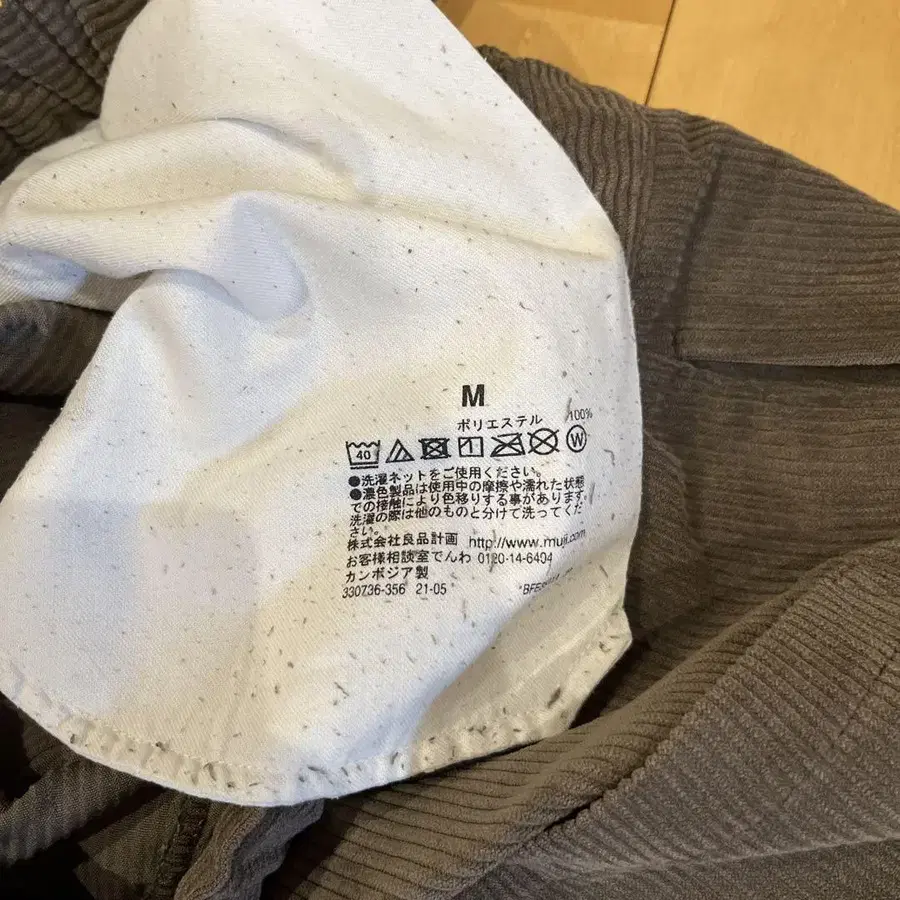 M
ポリエステル 100%
40 1 W
●洗濯ネットをご使用ください。
●濃色製品は使用中の摩擦や濡れた状態
での接触により色移りする事があります。
洗濯の際は他のものと分けて洗ってくだ
さい。
株式会社良品計画 http://www.muji.com
お客様相談室でんわ 0120-14-6404
カンボジア製
330736-356 21-05